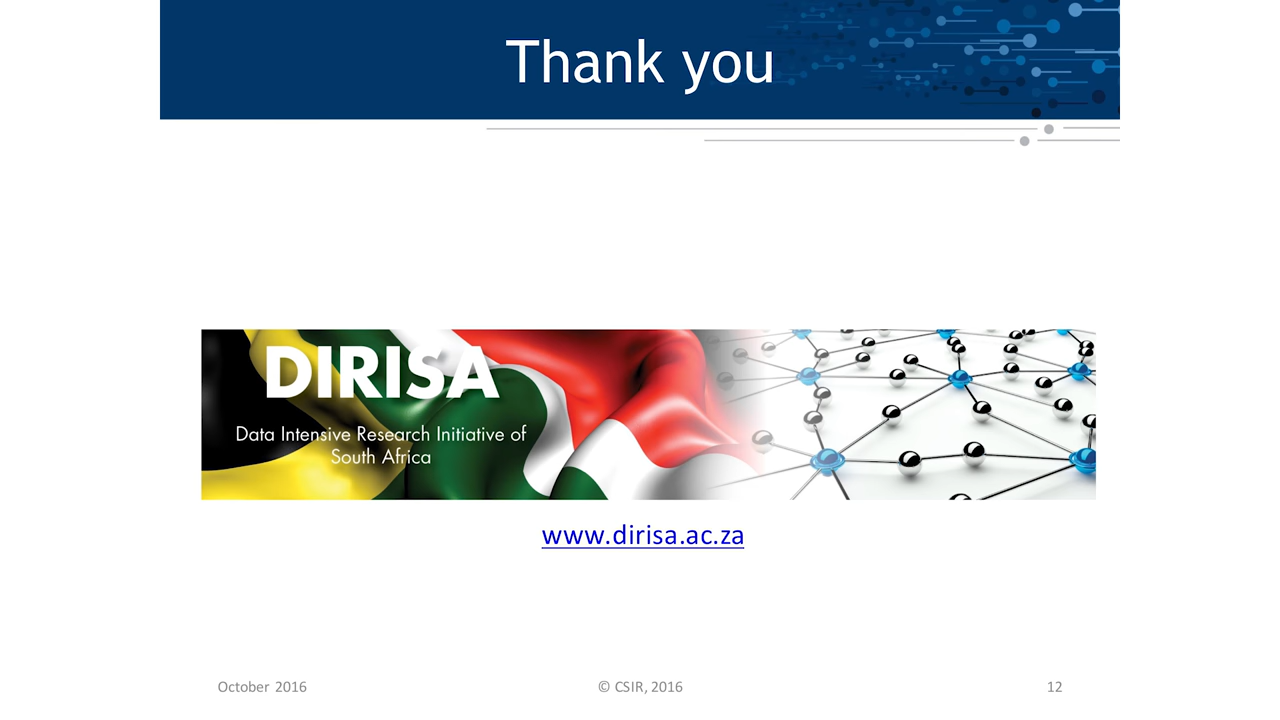 Thank you
DIRISA
Data Intensive Research Initiative of
South Africa
www.dirisa.ac.za
October 2016
© CSIR, 2016
12